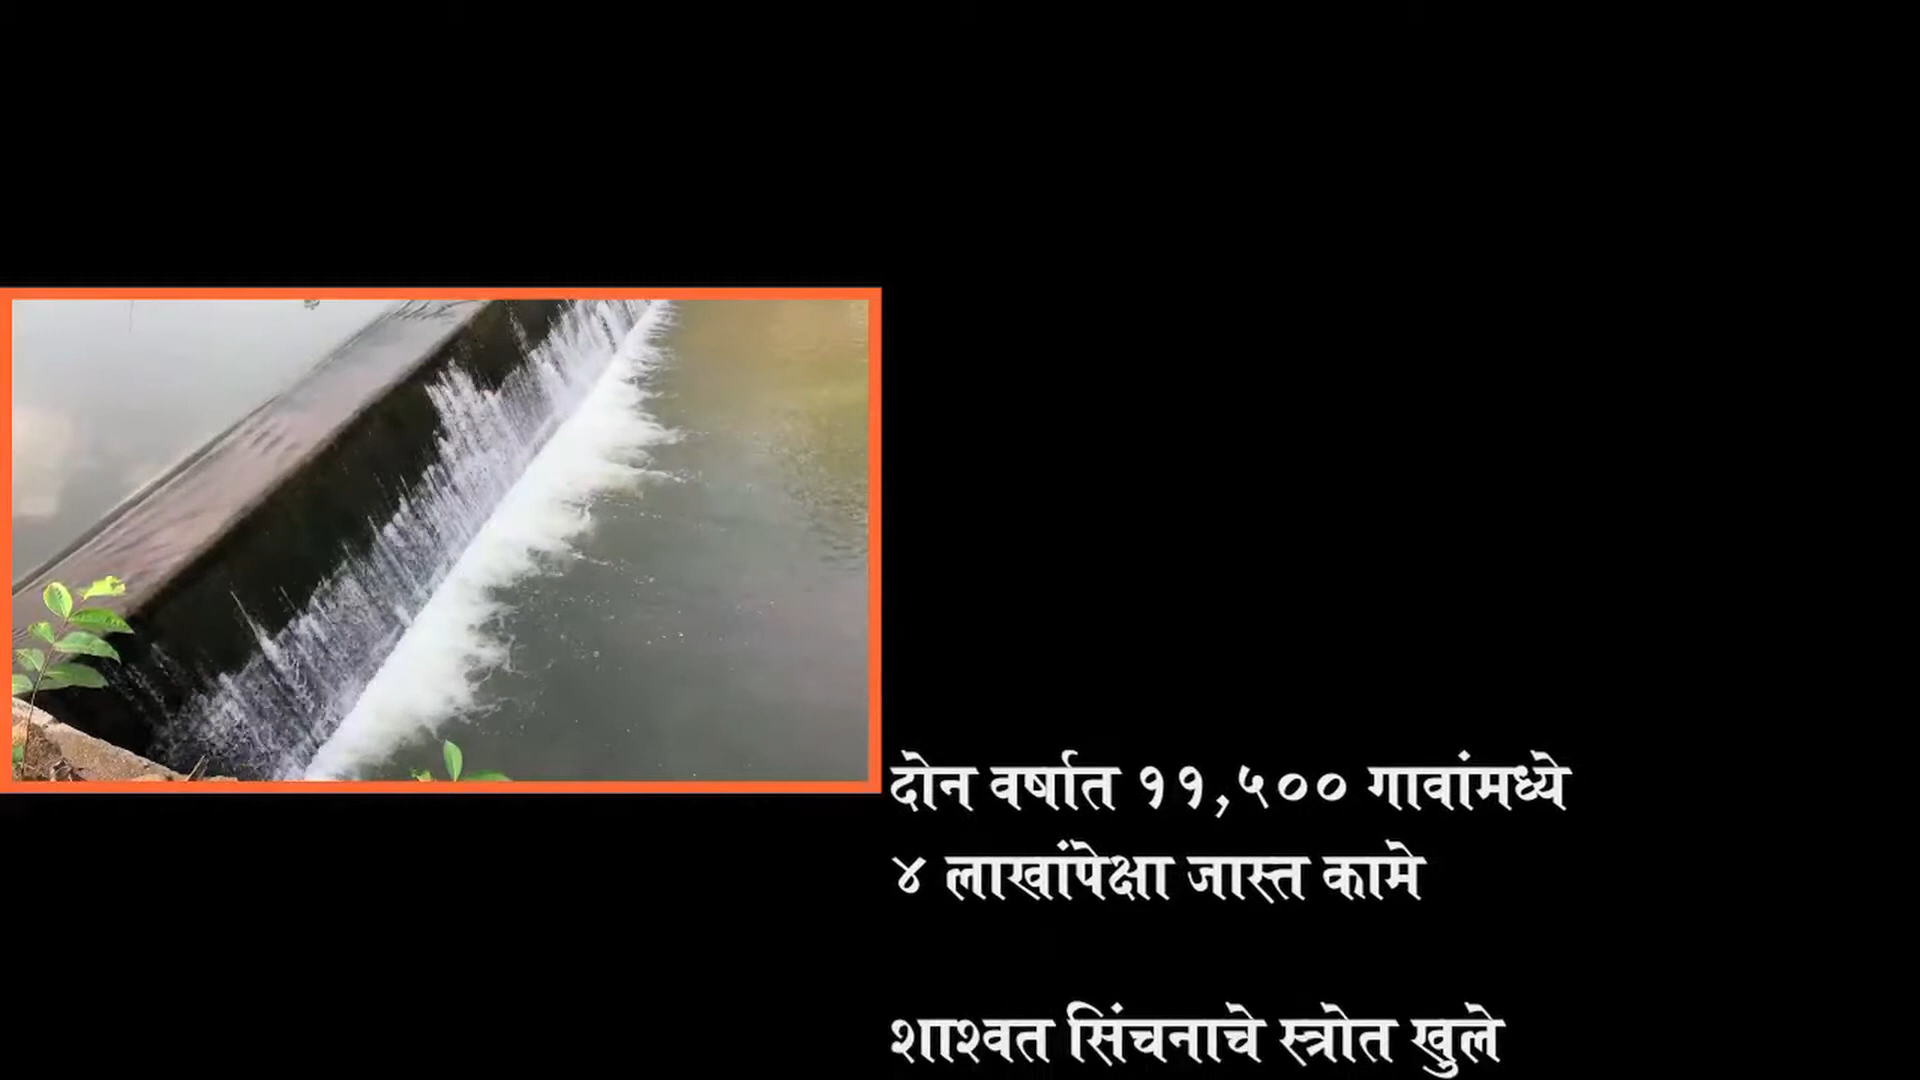 दोन वर्षात ११,५०० गावांमध्ये
४ लाखांपेक्षा जास्त कामे
शाश्वत सिंचनाचे स्त्रोत खुले